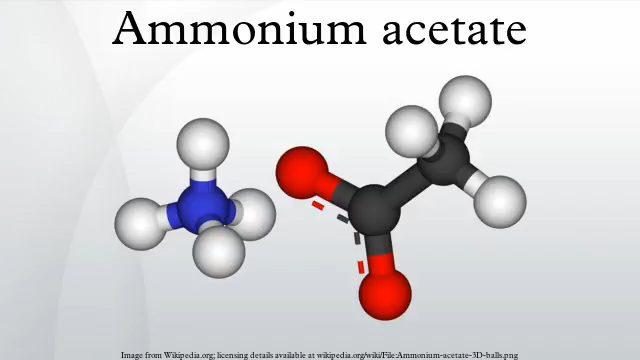 Ammonium acetate
Image from Wikipedia.org; licensing details available at wikipedia.org/wiki/File:Ammonium-acetate-3D-balls.png